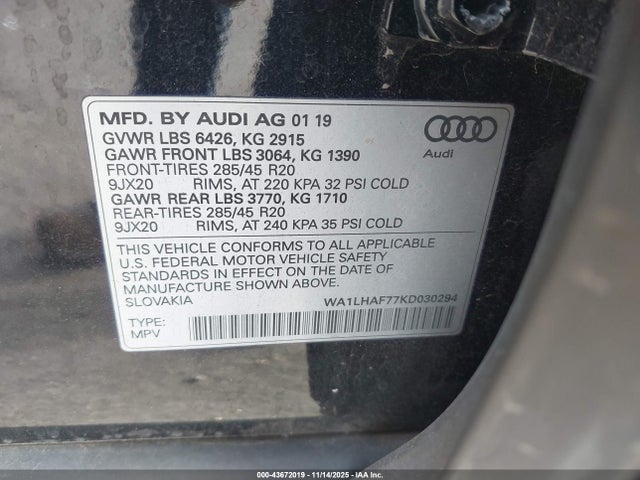 MFD. BY AUDI AG 01 19
GVWR LBS 6426, KG 2915
GAWR FRONT LBS 3064, KG 1390
FRONT-TIRES 285/45 R20
9JX20 RIMS, AT 220 KPA 32 PSI COLD
GAWR REAR LBS 3770, KG 1710
REAR-TIRES 285/45 R20
9JX20 RIMS, AT 240 KPA 35 PSI COLD
Audi
THIS VEHICLE CONFORMS TO ALL APPLICABLE
U.S. FEDERAL MOTOR VEHICLE SAFETY
STANDARDS IN EFFECT ON THE DATE OF
MANUFACTURE SHOWN ABOVE.
SLOVAKIA WA1LHAF77KD030294
TYPE:
MPV
000-43672019 - 11/14/2025 - IAAI.COM